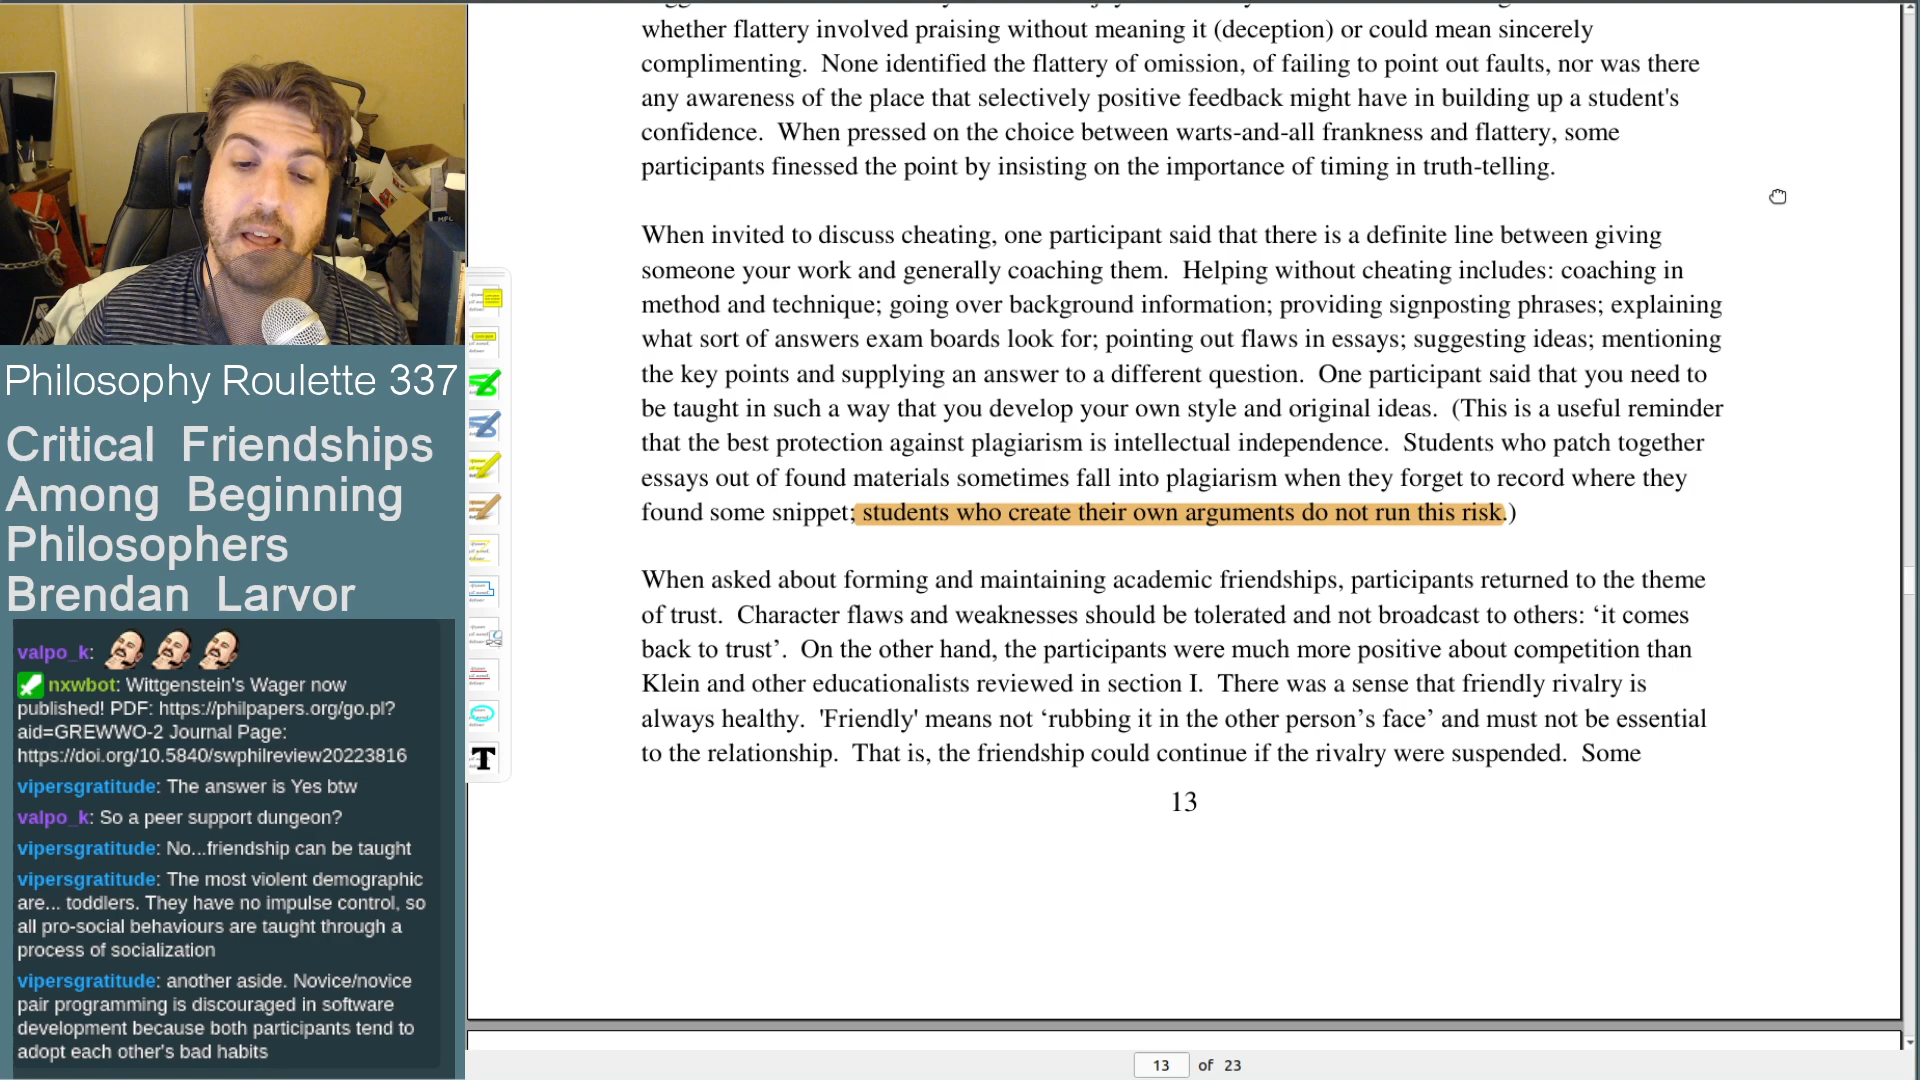 whether flattery involved praising without meaning it (deception) or could mean sincerely
complimenting. None identified the flattery of omission, of failing to point out faults, nor was there
any awareness of the place that selectively positive feedback might have in building up a student's
confidence. When pressed on the choice between warts-and-all frankness and flattery, some
participants finessed the point by insisting on the importance of timing in truth-telling.
When invited to discuss cheating, one participant said that there is a definite line between giving
someone your work and generally coaching them. Helping without cheating includes: coaching in
method and technique; going over background information; providing signposting phrases; explaining
what sort of answers exam boards look for; pointing out flaws in essays; suggesting ideas; mentioning
the key points and supplying an answer to a different question. One participant said that you need to
be taught in such a way that you develop your own style and original ideas. (This is a useful reminder
that the best protection against plagiarism is intellectual independence. Students who patch together
essays out of found materials sometimes fall into plagiarism when they forget to record where they
found some snippet; students who create their own arguments do not run this risk.)
When asked about forming and maintaining academic friendships, participants returned to the theme
of trust. Character flaws and weaknesses should be tolerated and not broadcast to others: ‘it comes
back to trust’. On the other hand, the participants were much more positive about competition than
Klein and other educationalists reviewed in section I. There was a sense that friendly rivalry is
always healthy. 'Friendly' means not ‘rubbing it in the other person’s face’ and must not be essential
to the relationship. That is, the friendship could continue if the rivalry were suspended. Some
13
13 of 23
T
Philosophy Roulette 337
Critical Friendships
Among Beginning
Philosophers
Brendan Larvor
valpo_k:
nxwbot: Wittgenstein's Wager now
published! PDF: https://philpapers.org/go.pl?
aid=GREWWO-2 Journal Page:
https://doi.org/10.5840/swphilreview20223816
vipersgratitude: The answer is Yes btw
valpo_k: So a peer support dungeon?
vipersgratitude: No...friendship can be taught
vipersgratitude: The most violent demographic
are... toddlers. They have no impulse control, so
all pro-social behaviours are taught through a
process of socialization
vipersgratitude: another aside. Novice/novice
pair programming is discouraged in software
development because both participants tend to
adopt each other's bad habits